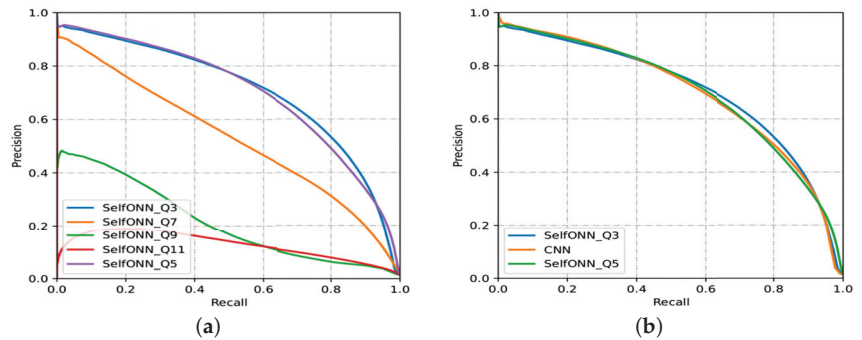 1.0
0.8
0.6
0.4
0.2
0.0
Precision
SelfONN_Q3
SelfONN_Q7
SelfONN_Q9
SelfONN_Q11
SelfONN_Q5
0.0 0.2 0.4 0.6 0.8 1.0
Recall
(a)
1.0
0.8
0.6
0.4
0.2
0.0
Precision
SelfONN_Q3
CNN
SelfONN_Q5
0.0 0.2 0.4 0.6 0.8 1.0
Recall
(b)